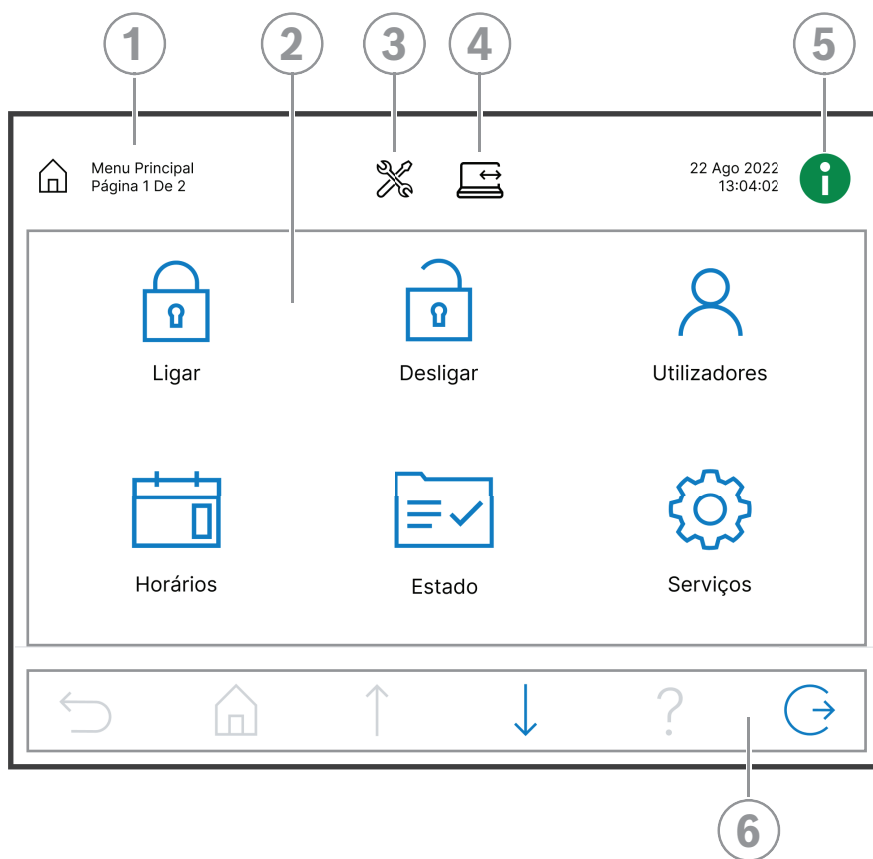 1 2 3 4 5
Menu Principal
Página 1 De 2
22 Ago 2022
13:04:02
i
Ligar Desligar Utilizadores
Horários Estado Serviços
?
6